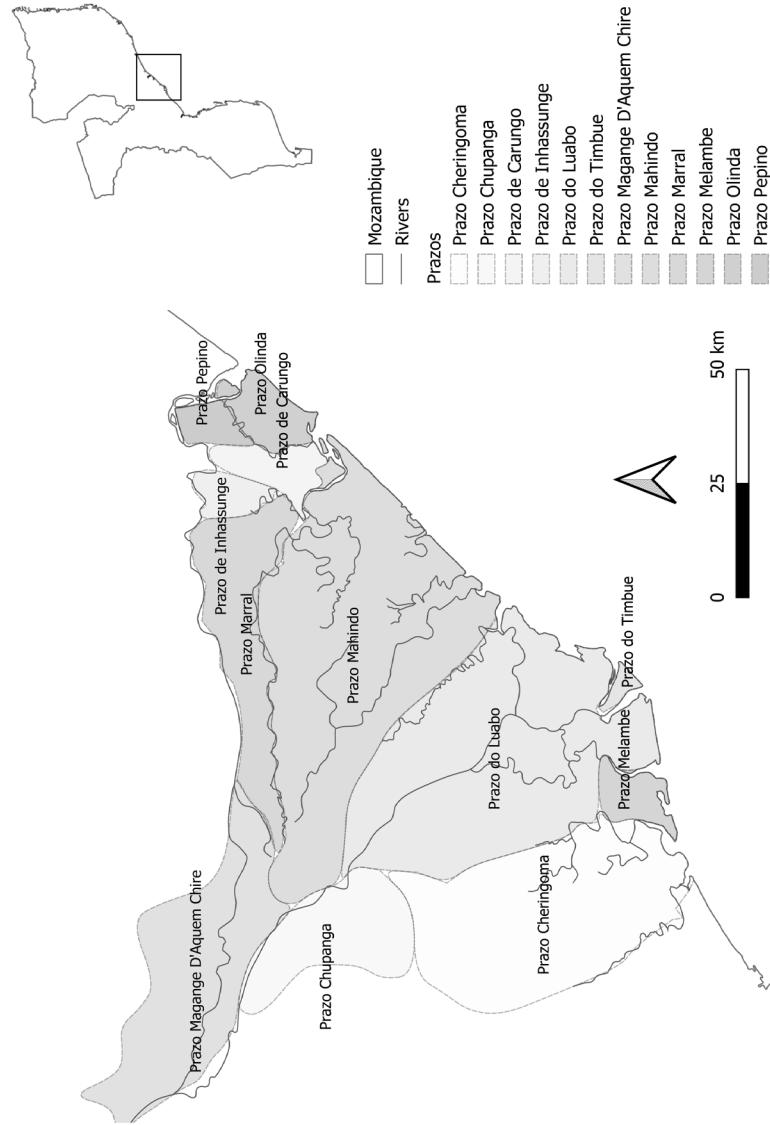 Mozambique
Rivers
Prazos
Prazo Cheringoma
Prazo Chupanga
Prazo de Carungo
Prazo de Inhassunge
Prazo do Luabo
Prazo do Timbue
Prazo Magange D'Aquem Chire
Prazo Mahindo
Prazo Marral
Prazo Melambe
Prazo Olinda
Prazo Pepino
Prazo Magange D'Aquem Chire
Prazo Marral
Prazo de Inhassunge
Prazo Pepino
Prazo Olinda
Prazo de Carungo
Prazo Chupanga
Prazo Mahindo
Prazo do Luabo
Prazo Cheringoma
Prazo Melambe
Prazo do Timbue
0 25 50 km